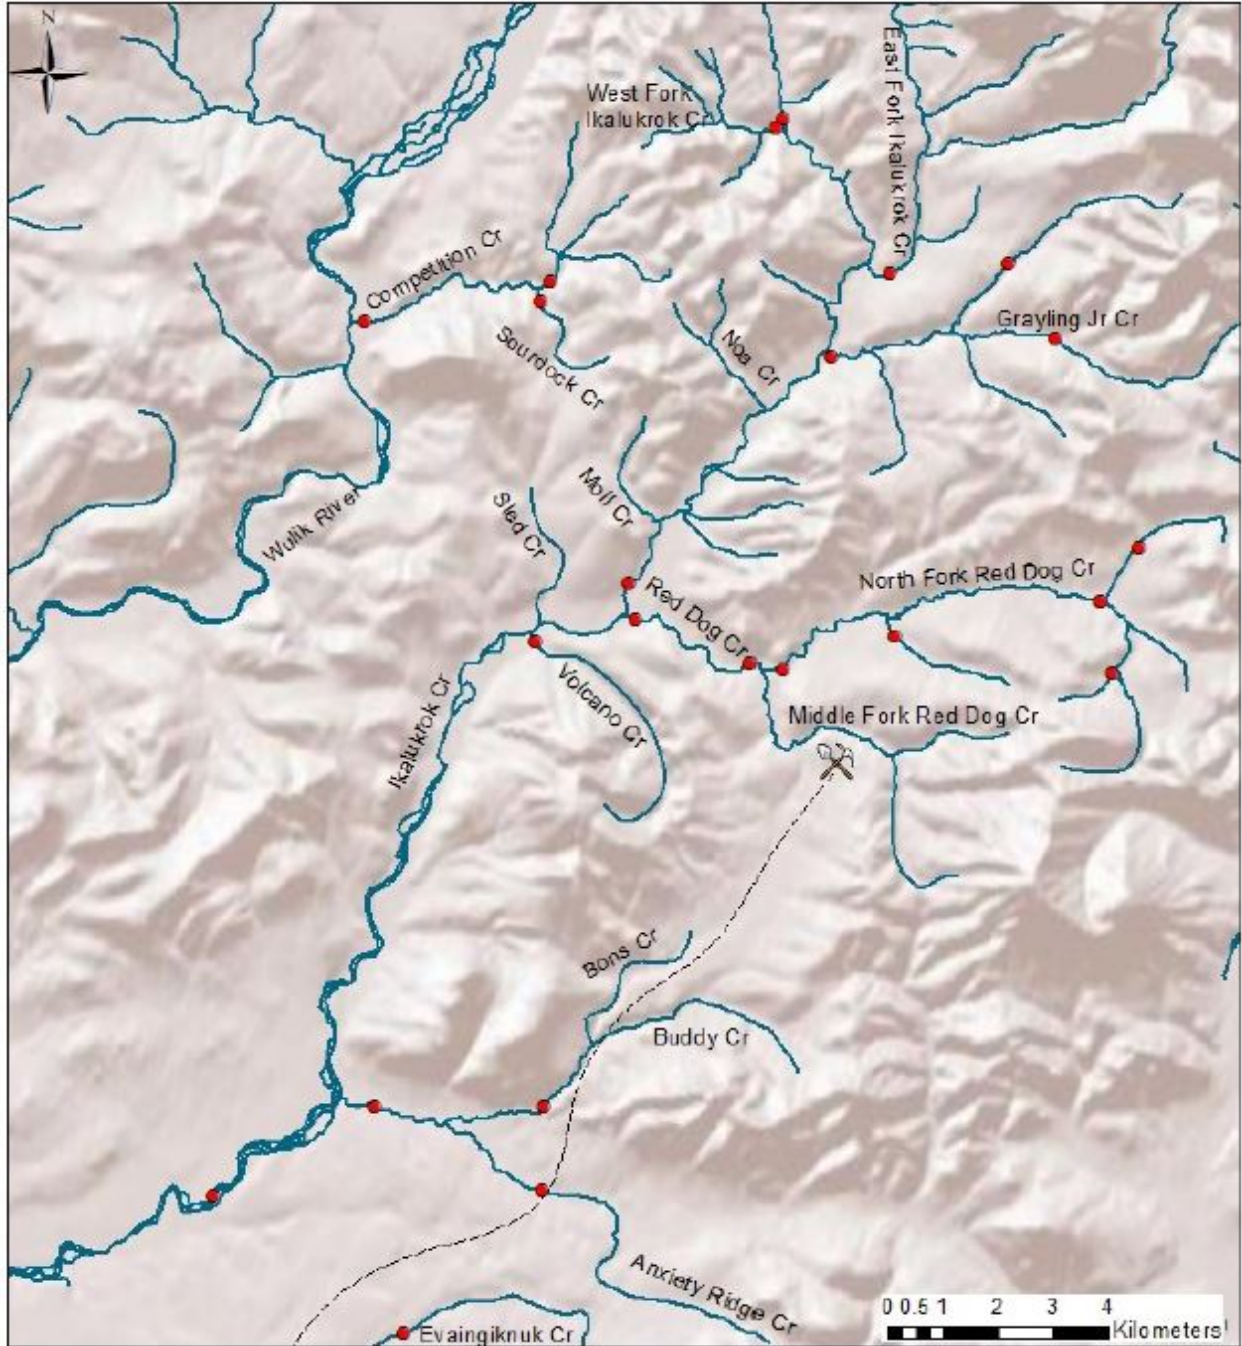 N
West Fork
Ikalukrok Cr
East Fork Ikalukrok Cr
Competition Cr
Sourdock Cr
Grayling Jr Cr
Noa Cr
Moil Cr
Sled Cr
Wulik River
North Fork Red Dog Cr
Red Dog Cr
Volcano Cr
Ikalukrok Cr
Middle Fork Red Dog Cr
Bons Cr
Buddy Cr
Anxiety Ridge Cr
Evaingiknuk Cr
0 0.5 1 2 3 4
Kilometers